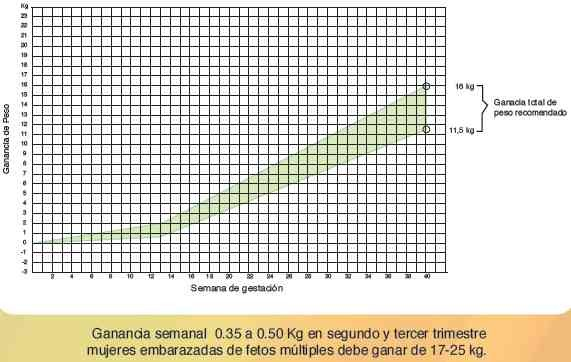 Kg
23
22
21
20
19
18
17
16
15
14
13
12
11
10
9
8
7
6
5
4
3
2
1
0
-1
-2
-3
Ganancia de Peso
16 kg
11,5 kg
Ganacia total de
peso recomendado
2 4 6 8 10 12 14 16 18 20 22 24 26 28 30 32 34 36 38 40
Semana de gestación
Ganancia semanal 0.35 a 0.50 Kg en segundo y tercer trimestre
mujeres embarazadas de fetos múltiples debe ganar de 17-25 kg.